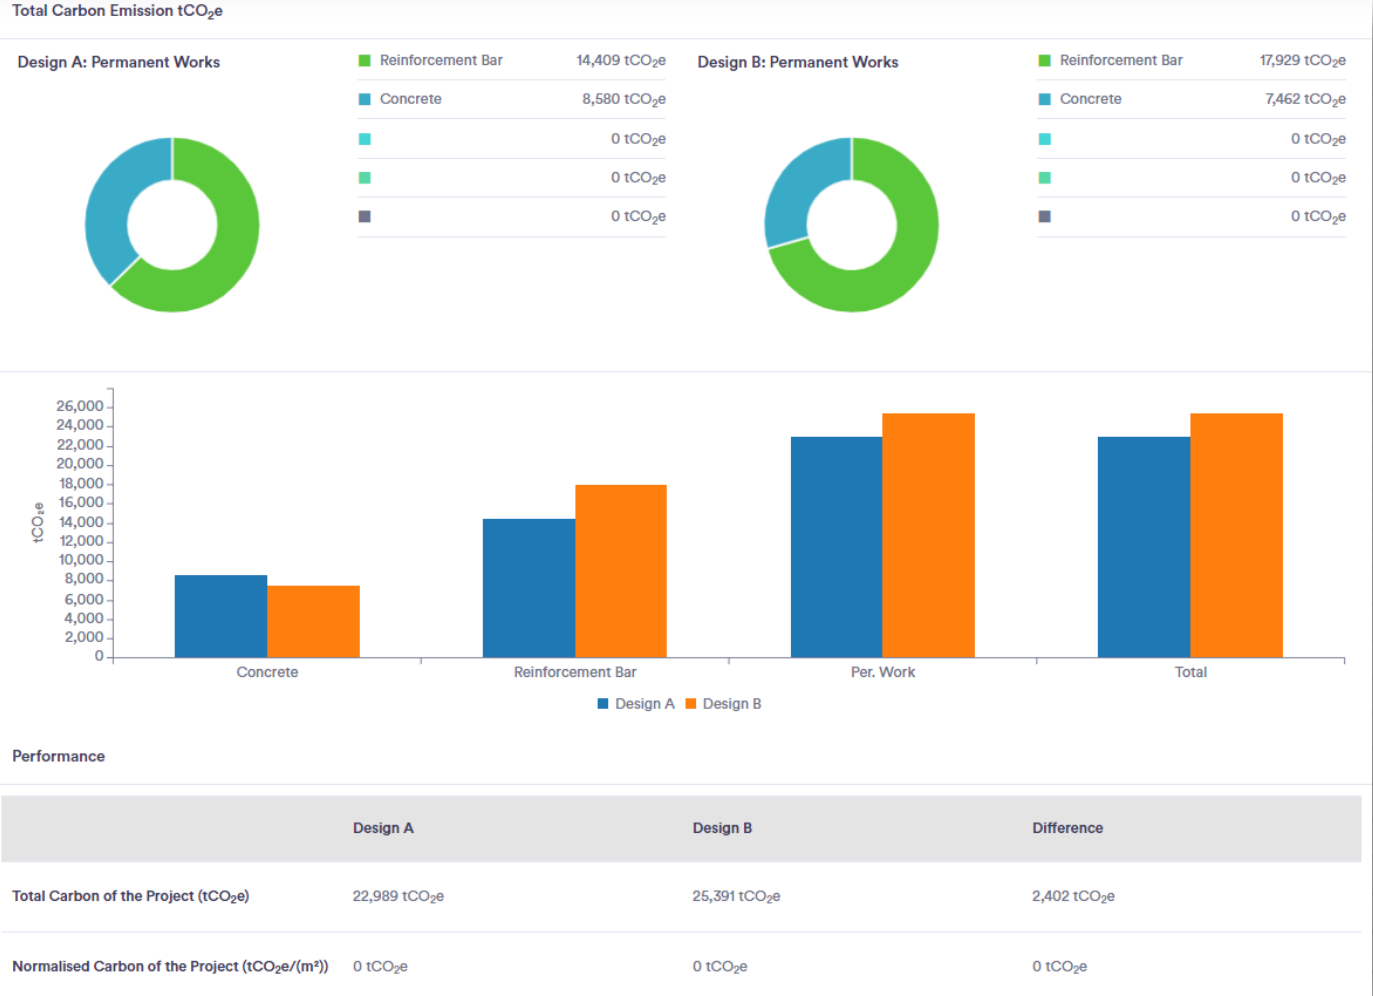 Total Carbon Emission tCO₂e
Design A: Permanent Works
Reinforcement Bar 14,409 tCO₂e
Concrete 8,580 tCO₂e
0 tCO₂e
0 tCO₂e
0 tCO₂e
Design B: Permanent Works
Reinforcement Bar 17,929 tCO₂e
Concrete 7,462 tCO₂e
0 tCO₂e
0 tCO₂e
0 tCO₂e
tCO₂e
26,000
24,000
22,000
20,000
18,000
16,000
14,000
12,000
10,000
8,000
6,000
4,000
2,000
0
Concrete Reinforcement Bar Per. Work Total
Design A Design B
Performance
Design A Design B Difference
Total Carbon of the Project (tCO₂e) 22,989 tCO₂e 25,391 tCO₂e 2,402 tCO₂e
Normalised Carbon of the Project (tCO₂e/(m²)) 0 tCO₂e 0 tCO₂e 0 tCO₂e